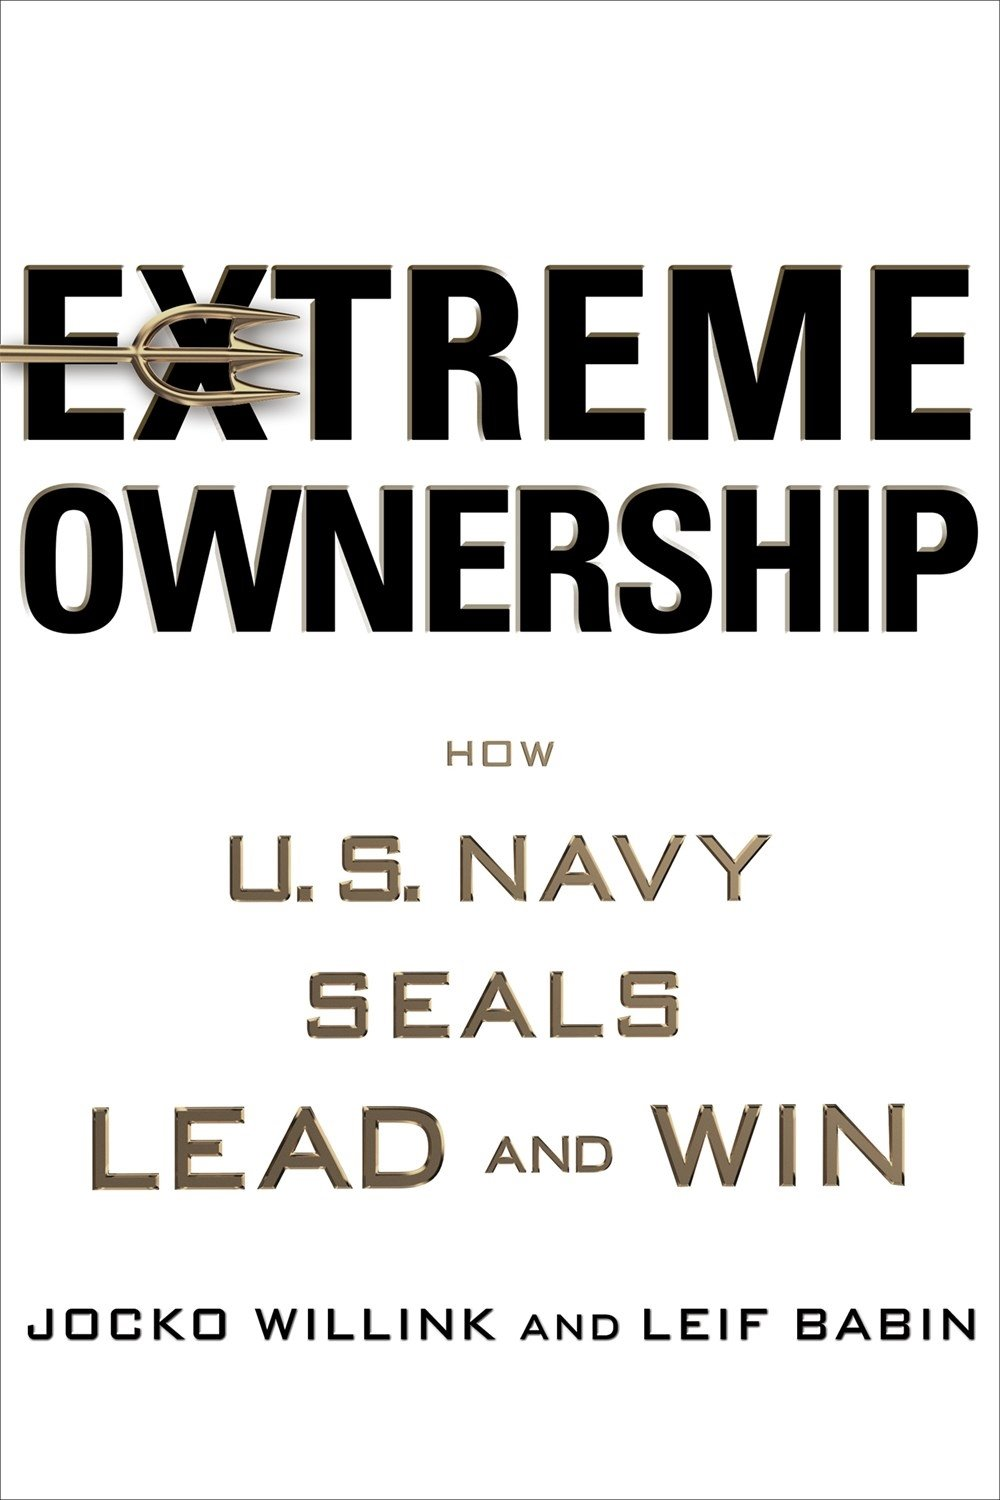 EXTREME
OWNERSHIP
HOW
U.S. NAVY
SEALS
LEAD AND WIN
JOCKO WILLINK AND LEIF BABIN